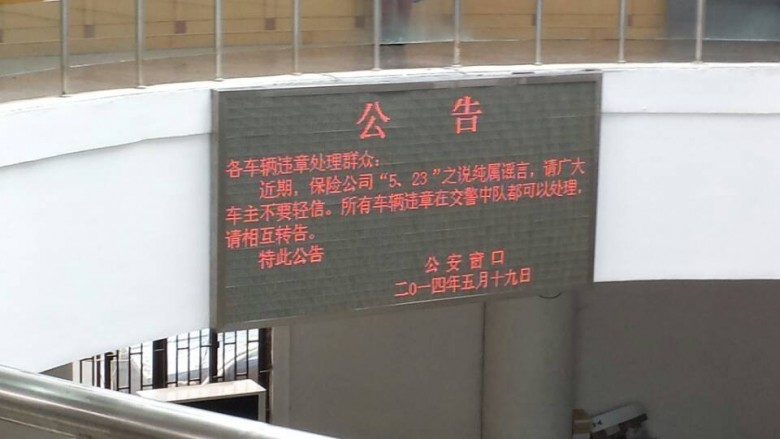 公告
各车辆违章处理群众：
近期，保险公司“5、23”之说纯属谣言，请广大
车主不要轻信。所有车辆违章在交警中队都可以处理，
请相互转告。
待此公告
公安窗口
二0一四年五月十九日